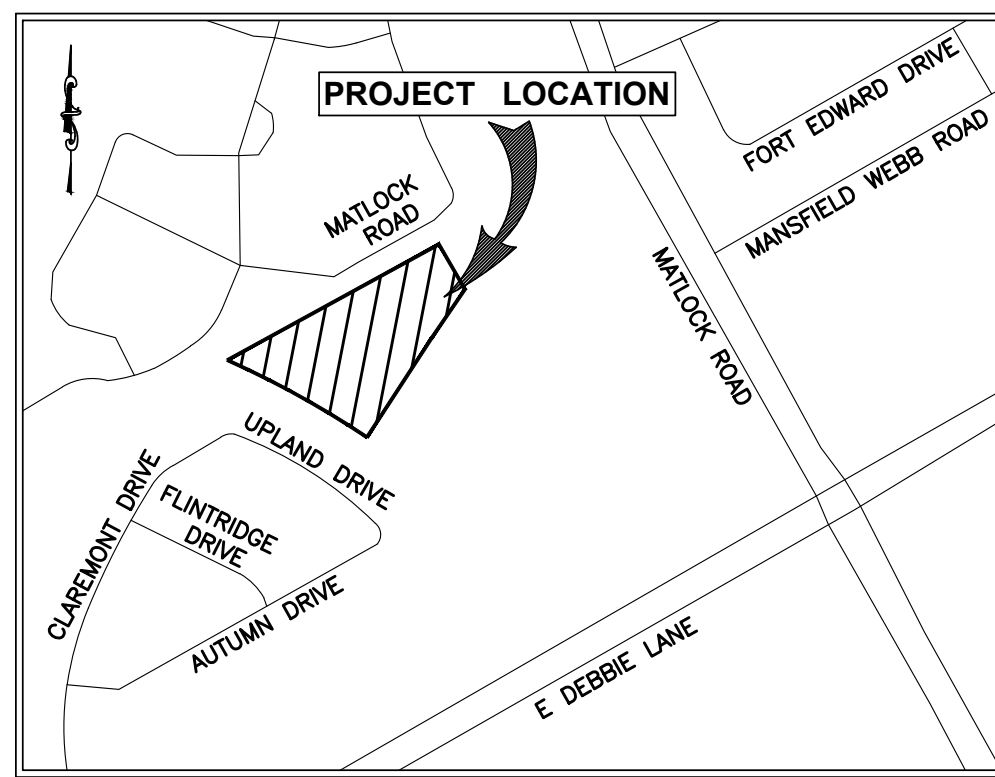 PROJECT LOCATION
FORT EDWARD DRIVE
MANSFIELD WEBB ROAD
MATLOCK
ROAD
MATLOCK ROAD
UPLAND DRIVE
CLAREMONT DRIVE
FLINTRIDGE
DRIVE
AUTUMN DRIVE
E DEBBIE LANE